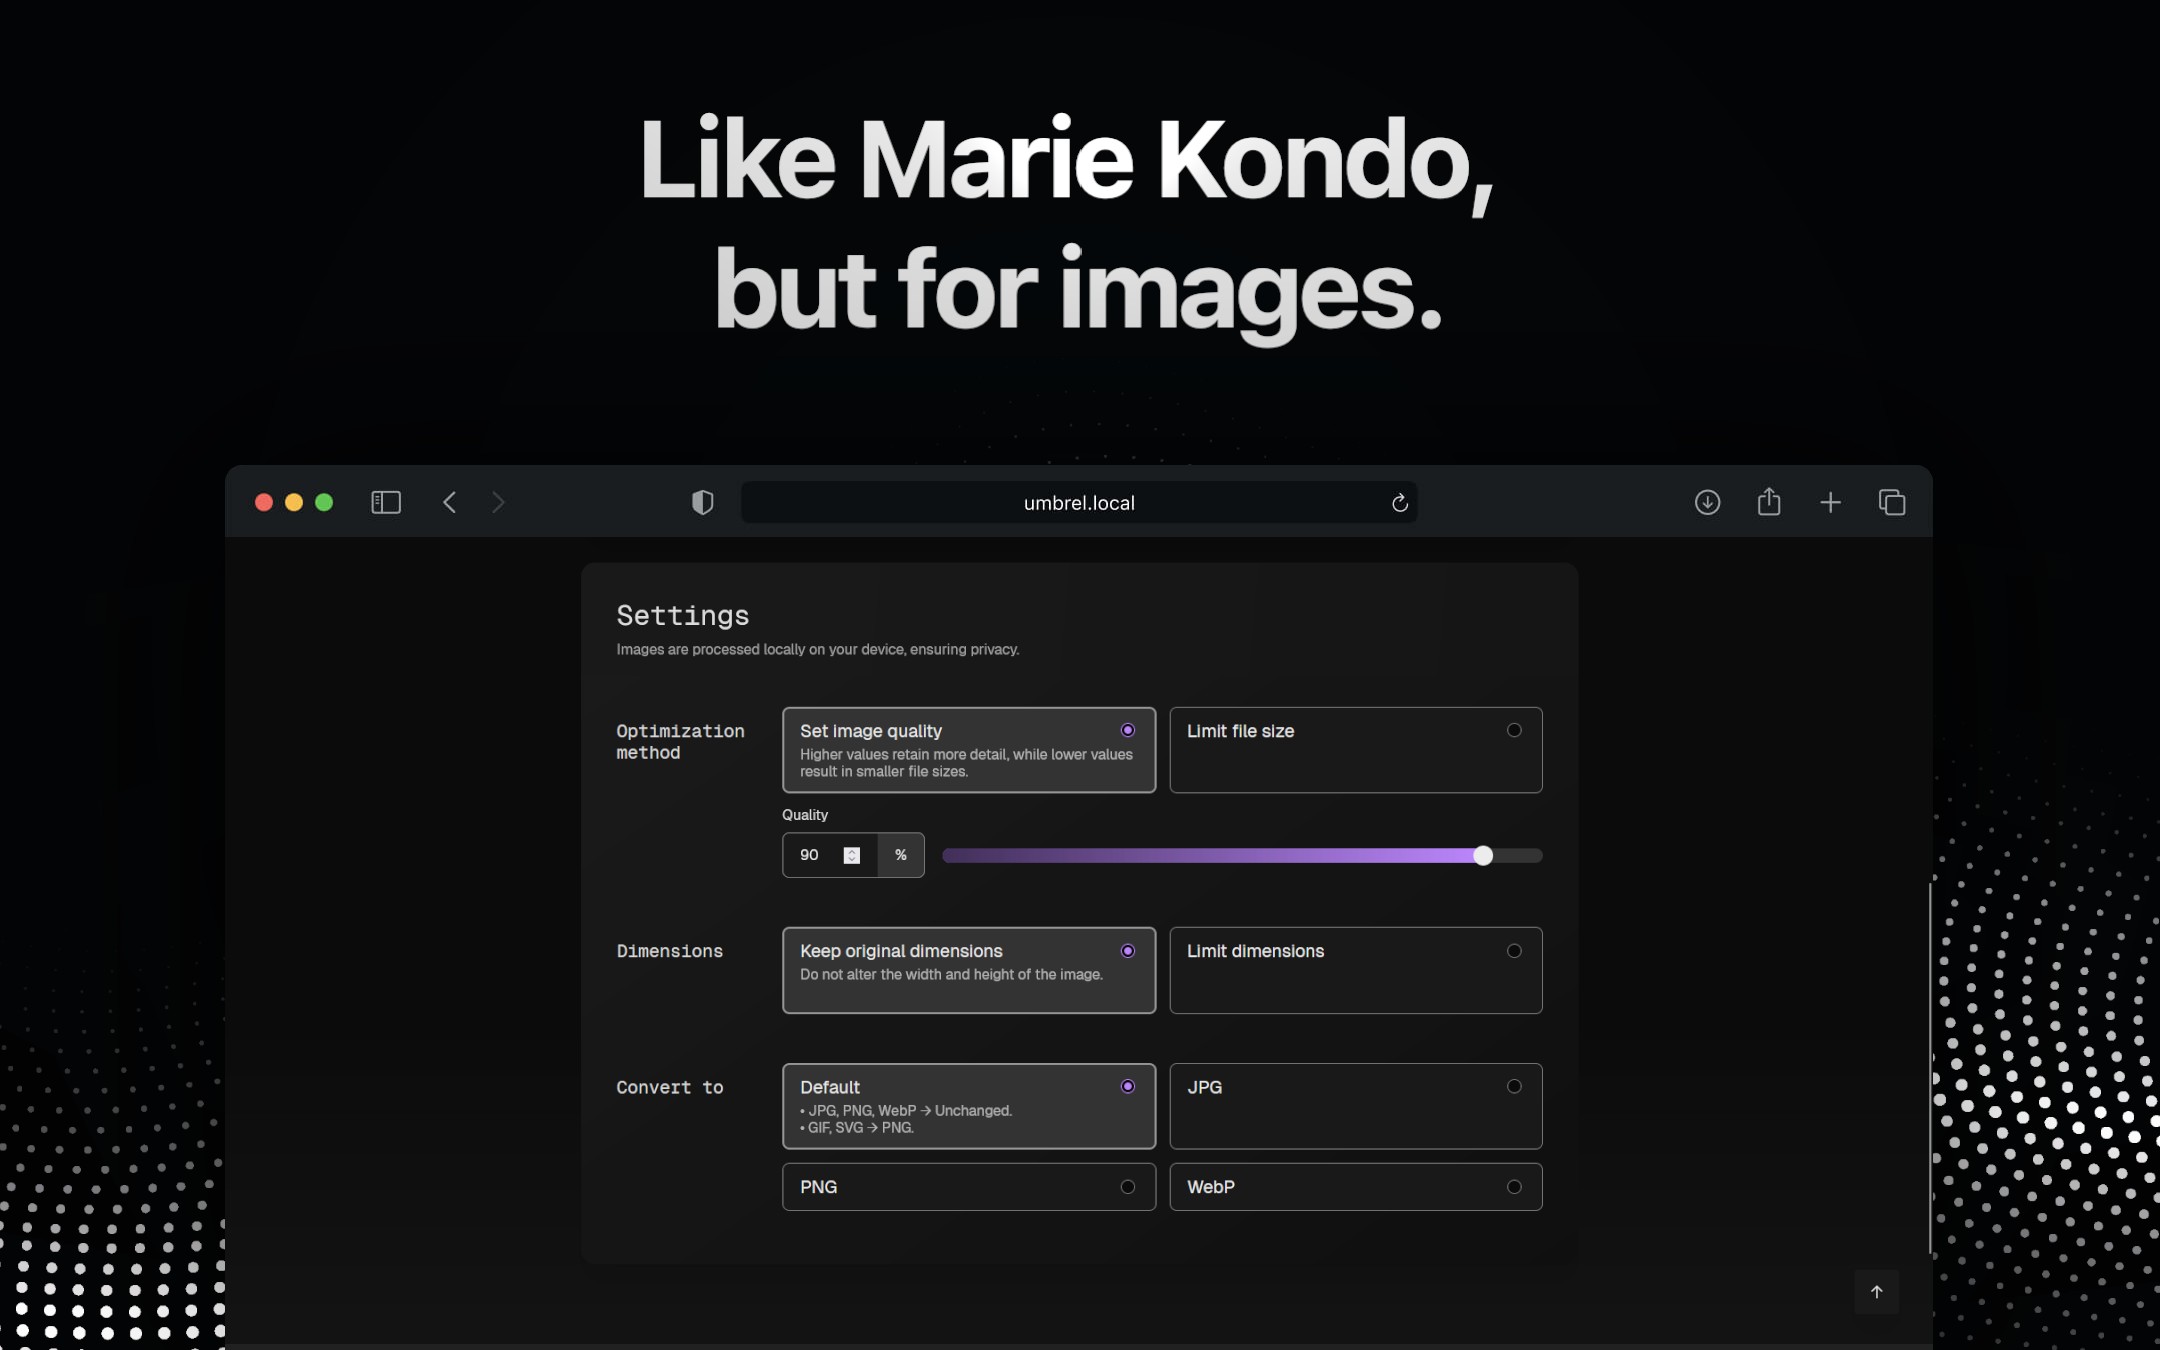 Like Marie Kondo,
but for images.
umbrel.local
Settings
Images are processed locally on your device, ensuring privacy.
Optimization
method
Set image quality
Higher values retain more detail, while lower values
result in smaller file sizes.
Limit file size
Quality
90
%
Dimensions
Keep original dimensions
Do not alter the width and height of the image.
Limit dimensions
Convert to
Default
• JPG, PNG, WebP → Unchanged.
• GIF, SVG → PNG.
JPG
PNG
WebP